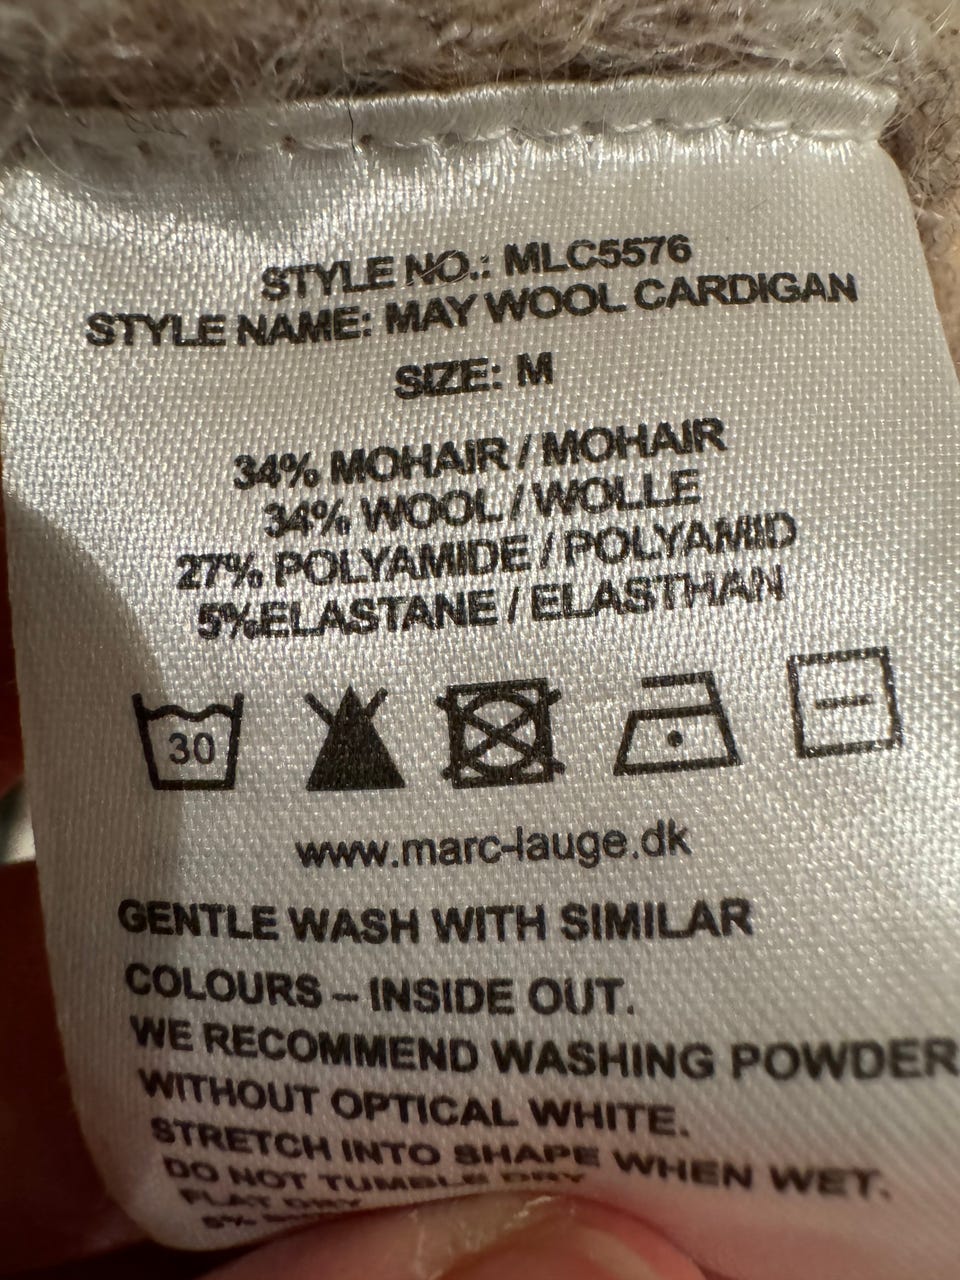 STYLE NO.: MLC5576
STYLE NAME: MAY WOOL CARDIGAN
SIZE: M
34% MOHAIR / MOHAIR
34% WOOL / WOLLE
27% POLYAMIDE / POLYAMID
5%ELASTANE / ELASTHAN
30
www.marc-lauge.dk
GENTLE WASH WITH SIMILAR
COLOURS – INSIDE OUT.
WE RECOMMEND WASHING POWDER
WITHOUT OPTICAL WHITE.
STRETCH INTO SHAPE WHEN WET.
DO NOT TUMBLE DRY
FLAT DRY
5%